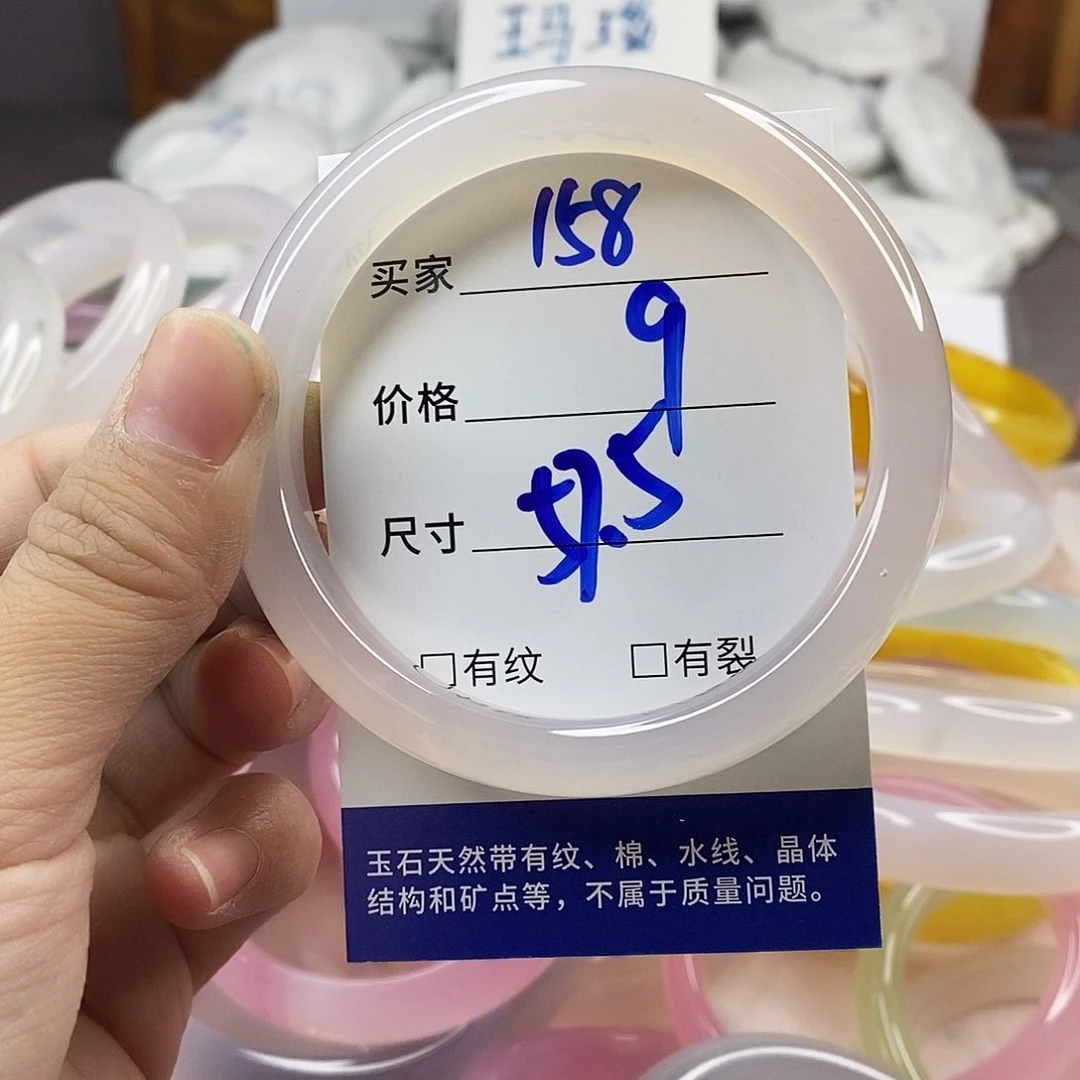 玛瑙
买家 158
价格 9
尺寸 57.5
□有纹 □有裂
玉石天然带有纹、棉、水线、晶体
结构和矿点等，不属于质量问题。